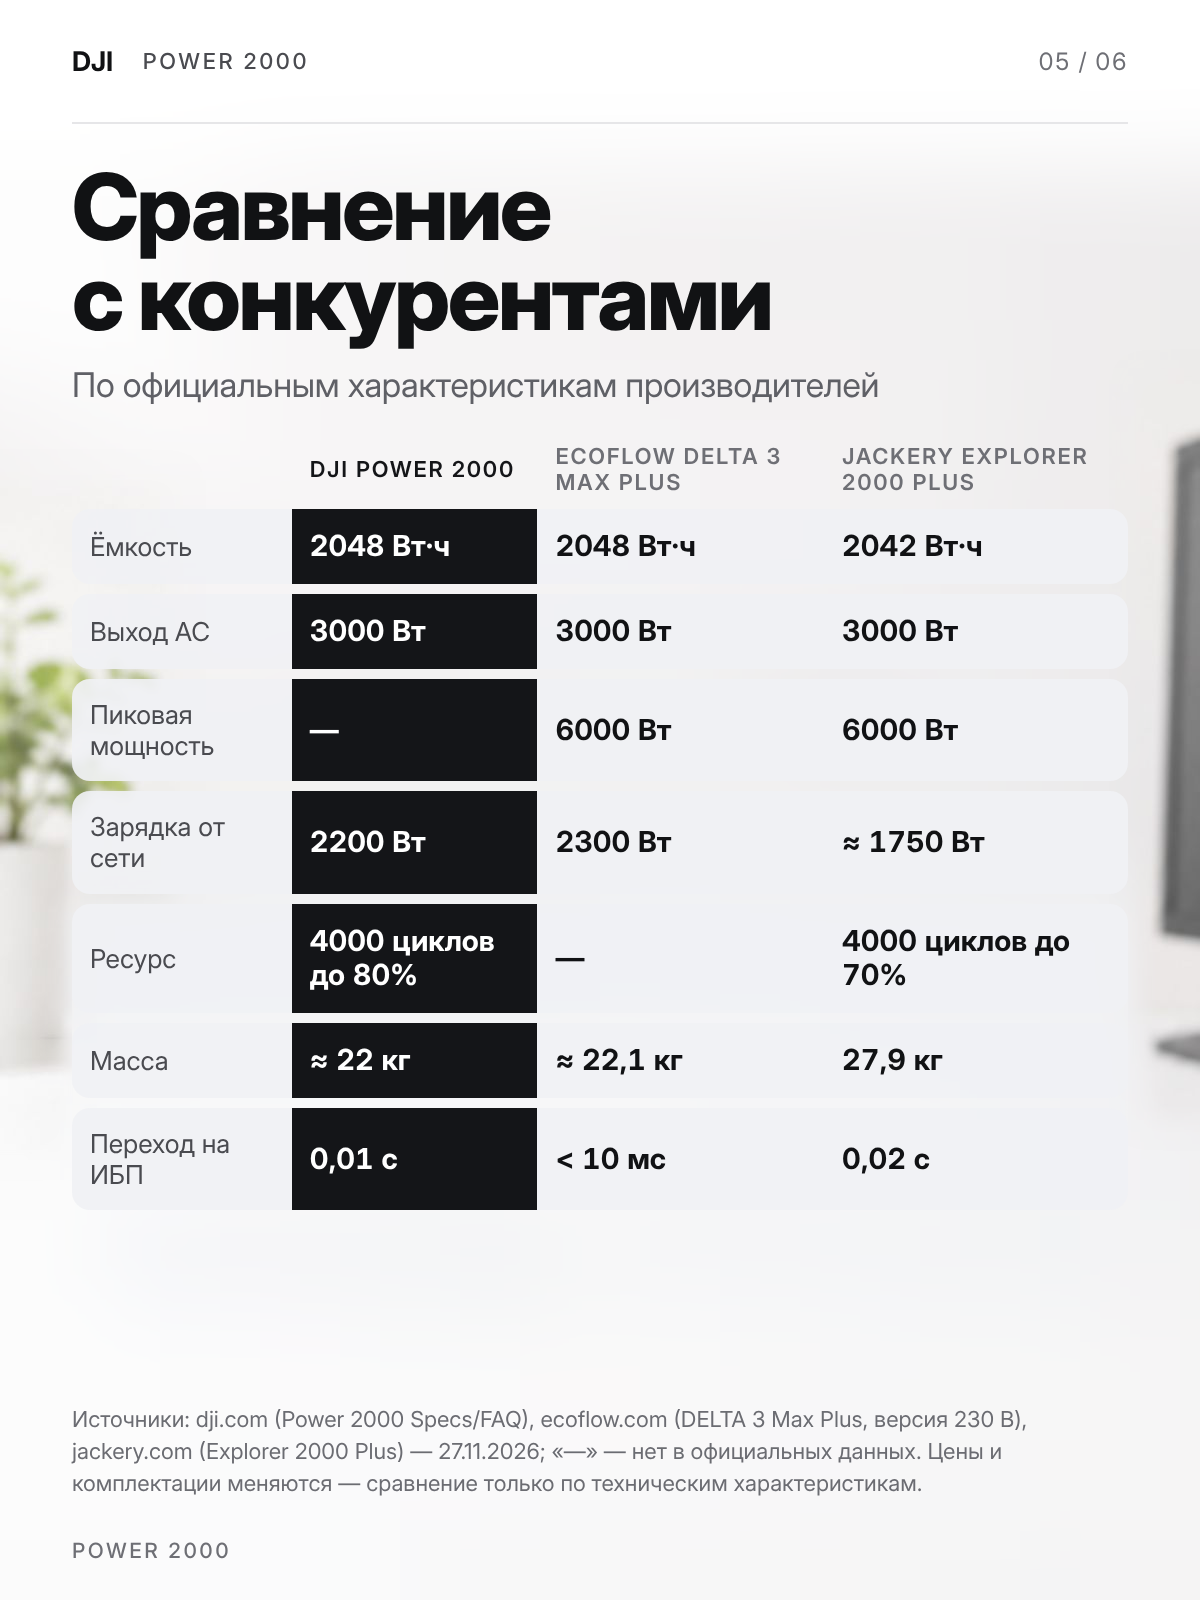 DJI POWER 2000 05 / 06
Сравнение
с конкурентами
По официальным характеристикам производителей
DJI POWER 2000
ECOFLOW DELTA 3
MAX PLUS
JACKERY EXPLORER
2000 PLUS
Ёмкость 2048 Вт·ч 2048 Вт·ч 2042 Вт·ч
Выход AC 3000 Вт 3000 Вт 3000 Вт
Пиковая
мощность
— 6000 Вт 6000 Вт
Зарядка от
сети
2200 Вт 2300 Вт ≈ 1750 Вт
Ресурс
4000 циклов
до 80%
—
4000 циклов до
70%
Масса ≈ 22 кг ≈ 22,1 кг 27,9 кг
Переход на
ИБП
0,01 с < 10 мс 0,02 с
Источники: dji.com (Power 2000 Specs/FAQ), ecoflow.com (DELTA 3 Max Plus, версия 230 В),
jackery.com (Explorer 2000 Plus) — 27.11.2026; «—» — нет в официальных данных. Цены и
комплектации меняются — сравнение только по техническим характеристикам.
POWER 2000